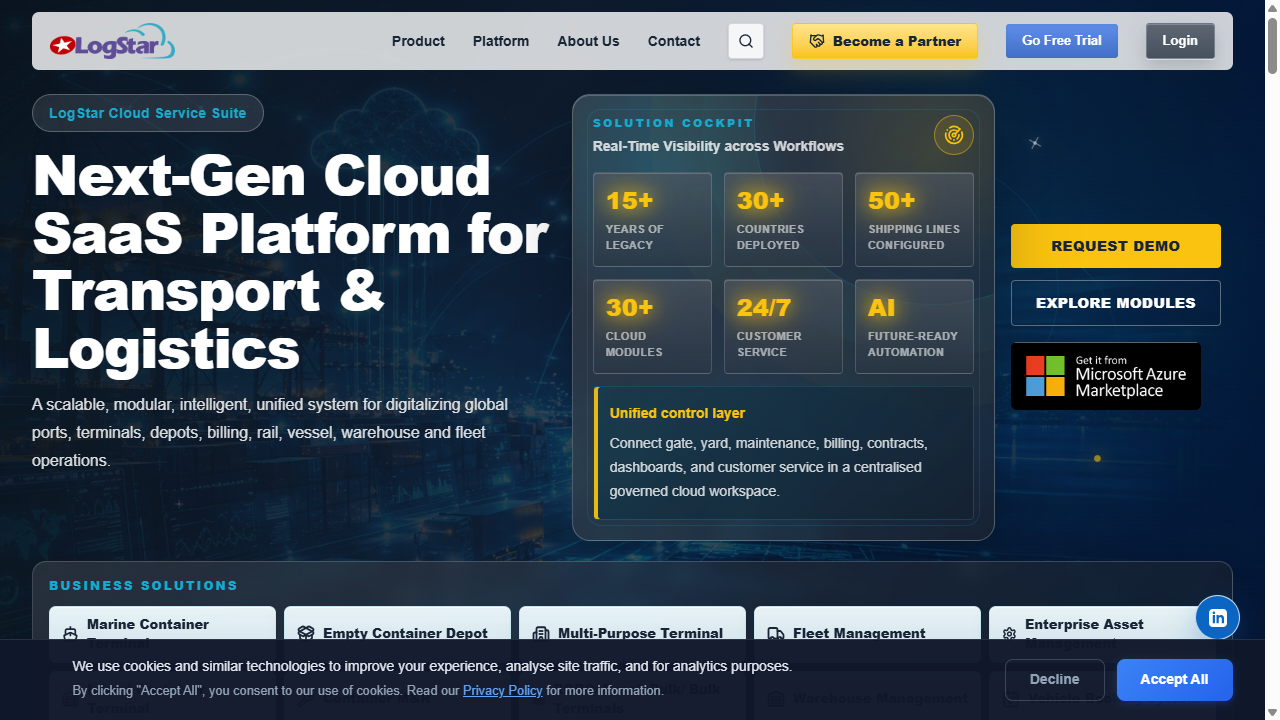 LogStar
Product
Platform
About Us
Contact
Become a Partner
Go Free Trial
Login
LogStar Cloud Service Suite
Next-Gen Cloud
SaaS Platform for
Transport &
Logistics
A scalable, modular, intelligent, unified system for digitalizing global
ports, terminals, depots, billing, rail, vessel, warehouse and fleet
operations.
SOLUTION COCKPIT
Real-Time Visibility across Workflows
15+
YEARS OF
LEGACY
30+
COUNTRIES
DEPLOYED
50+
SHIPPING LINES
CONFIGURED
30+
CLOUD
MODULES
24/7
CUSTOMER
SERVICE
AI
FUTURE-READY
AUTOMATION
Unified control layer
Connect gate, yard, maintenance, billing, contracts,
dashboards, and customer service in a centralised
governed cloud workspace.
REQUEST DEMO
EXPLORE MODULES
Get it from
Microsoft Azure
Marketplace
BUSINESS SOLUTIONS
Marine Container
Terminal
Empty Container Depot
Multi-Purpose Terminal
Fleet Management
Enterprise Asset
Management
in
We use cookies and similar technologies to improve your experience, analyse site traffic, and for analytics purposes.
By clicking "Accept All", you consent to our use of cookies. Read our Privacy Policy for more information.
Decline
Accept All
Terminal
Terminals
Warehouse Management